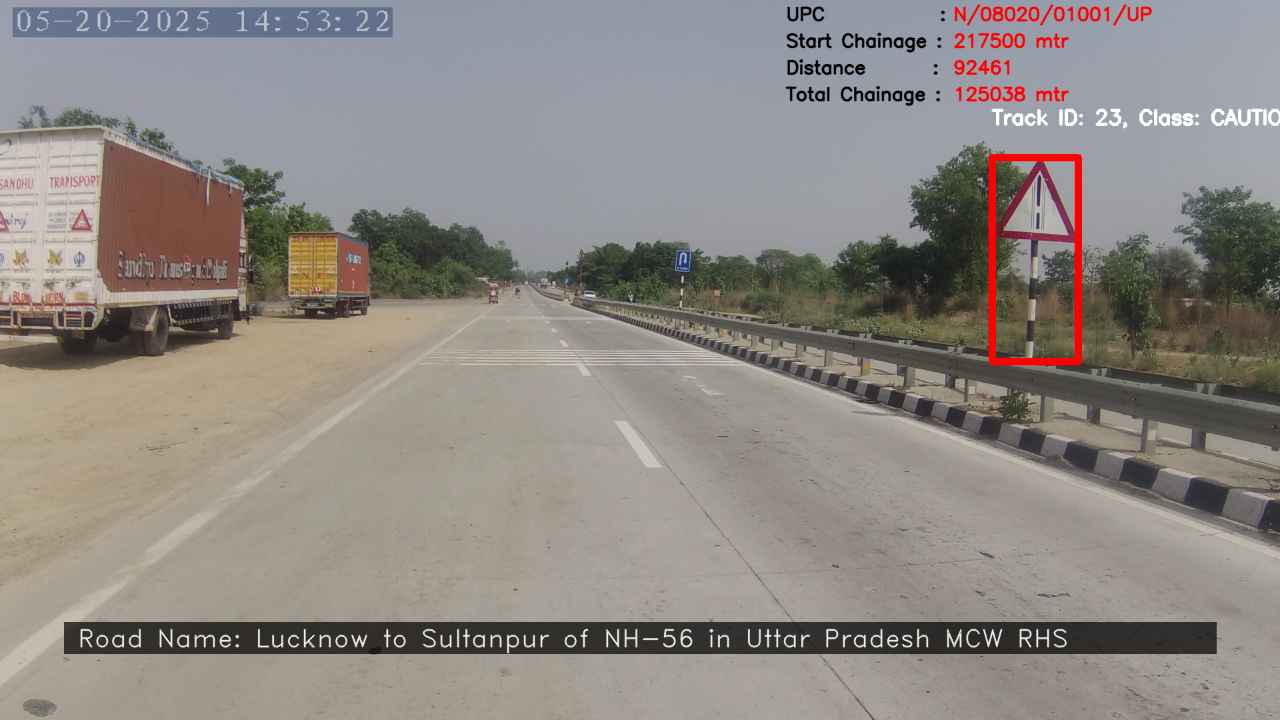 05-20-2025 14:53:22
UPC : N/08020/01001/UP
Start Chainage : 217500 mtr
Distance : 92461
Total Chainage : 125038 mtr
Track ID: 23, Class: CAUTIO
SANDHU TRANSPORT
Road Name: Lucknow to Sultanpur of NH-56 in Uttar Pradesh MCW RHS